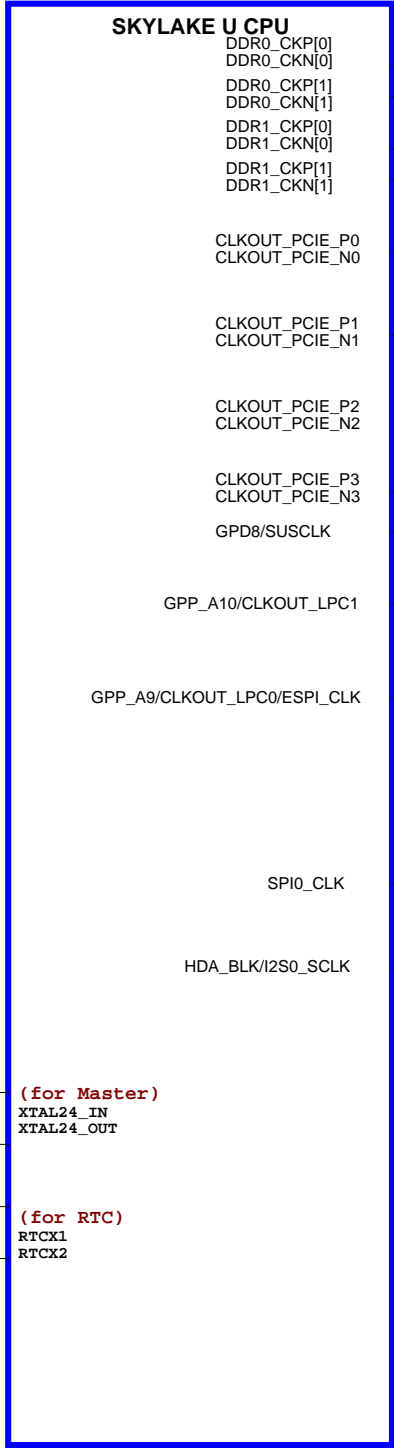 SKYLAKE U CPU
DDR0_CKP[0]
DDR0_CKN[0]
DDR0_CKP[1]
DDR0_CKN[1]
DDR1_CKP[0]
DDR1_CKN[0]
DDR1_CKP[1]
DDR1_CKN[1]
CLKOUT_PCIE_P0
CLKOUT_PCIE_N0
CLKOUT_PCIE_P1
CLKOUT_PCIE_N1
CLKOUT_PCIE_P2
CLKOUT_PCIE_N2
CLKOUT_PCIE_P3
CLKOUT_PCIE_N3
GPD8/SUSCLK
GPP_A10/CLKOUT_LPC1
GPP_A9/CLKOUT_LPC0/ESPI_CLK
SPI0_CLK
HDA_BLK/I2S0_SCLK
(for Master)
XTAL24_IN
XTAL24_OUT
(for RTC)
RTCX1
RTCX2